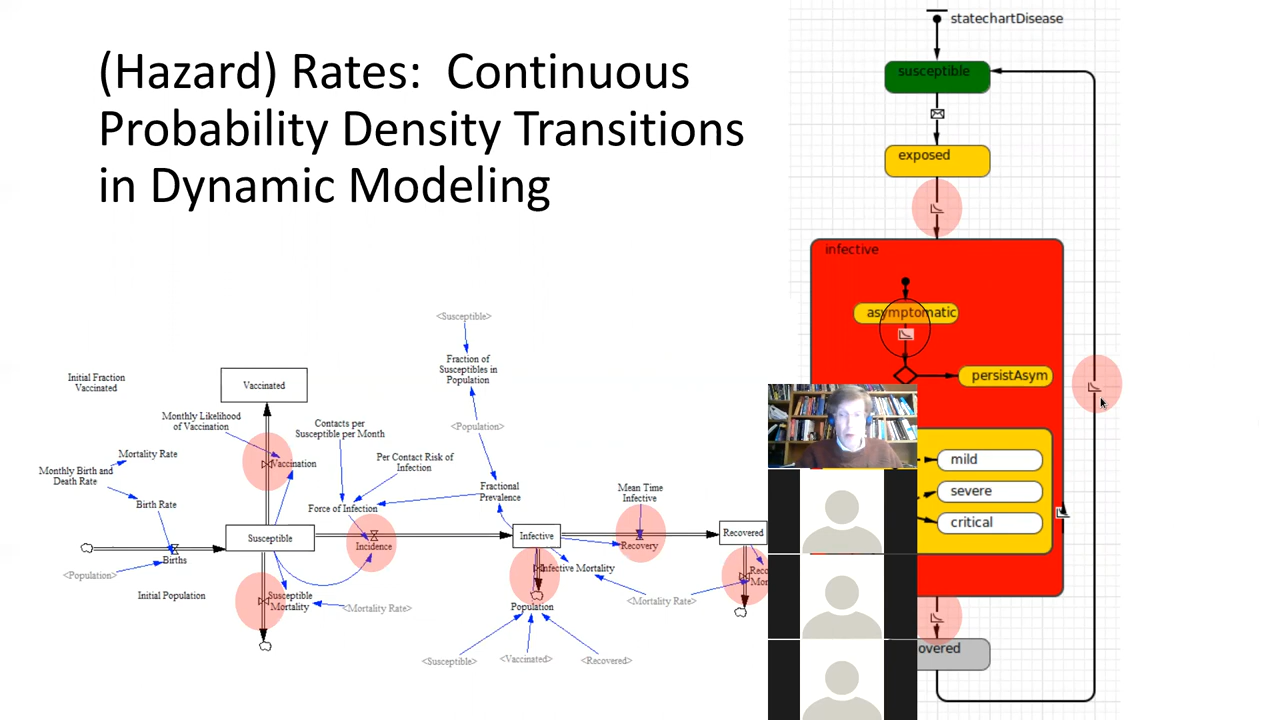 (Hazard) Rates: Continuous
Probability Density Transitions
in Dynamic Modeling
<Susceptible>
Fraction of
Susceptibles in
Population
<Population>
Initial Fraction
Vaccinated
Vaccinated
Monthly Likelihood
of Vaccination
Contacts per
Susceptible per Month
Per Contact Risk of
Infection
Mortality Rate
Vaccination
Monthly Birth and
Death Rate
Birth Rate
Force of Infection
Fractional
Prevalence
Mean Time
Infective
Susceptible
Incidence
Infective
Recovery
Recovered
Births
<Population>
Infective Mortality
Initial Population
Susceptible
Mortality
<Mortality Rate>
<Mortality Rate>
Population
<Susceptible>
<Vaccinated>
<Recovered>
statechartDisease
susceptible
exposed
infective
asymptomatic
persistAsym
mild
severe
critical
overed